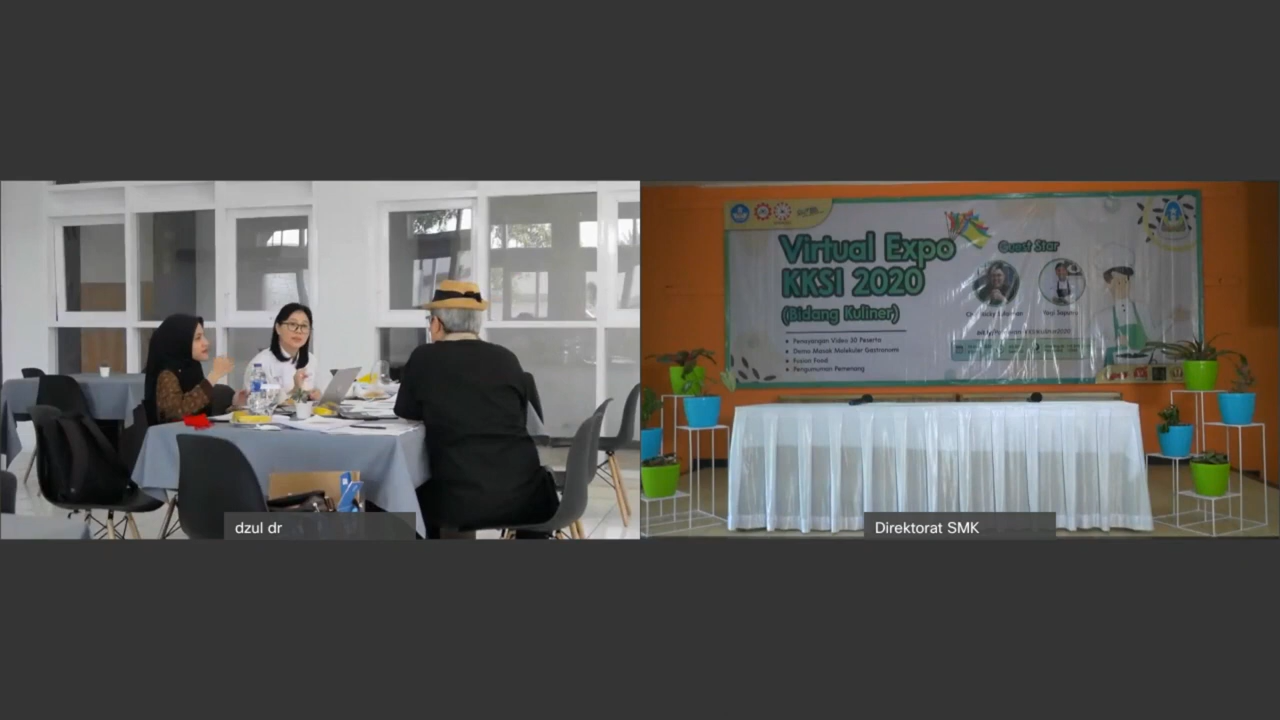 Virtual Expo
KKSI 2020
(Bidang Kuliner)
Penayangan Video 30 Peserta
Demo Masak Molekuler Gastronomi
Fusion Food
Pengumuman Pemenang
Guest Star
dzul dr
Direktorat SMK